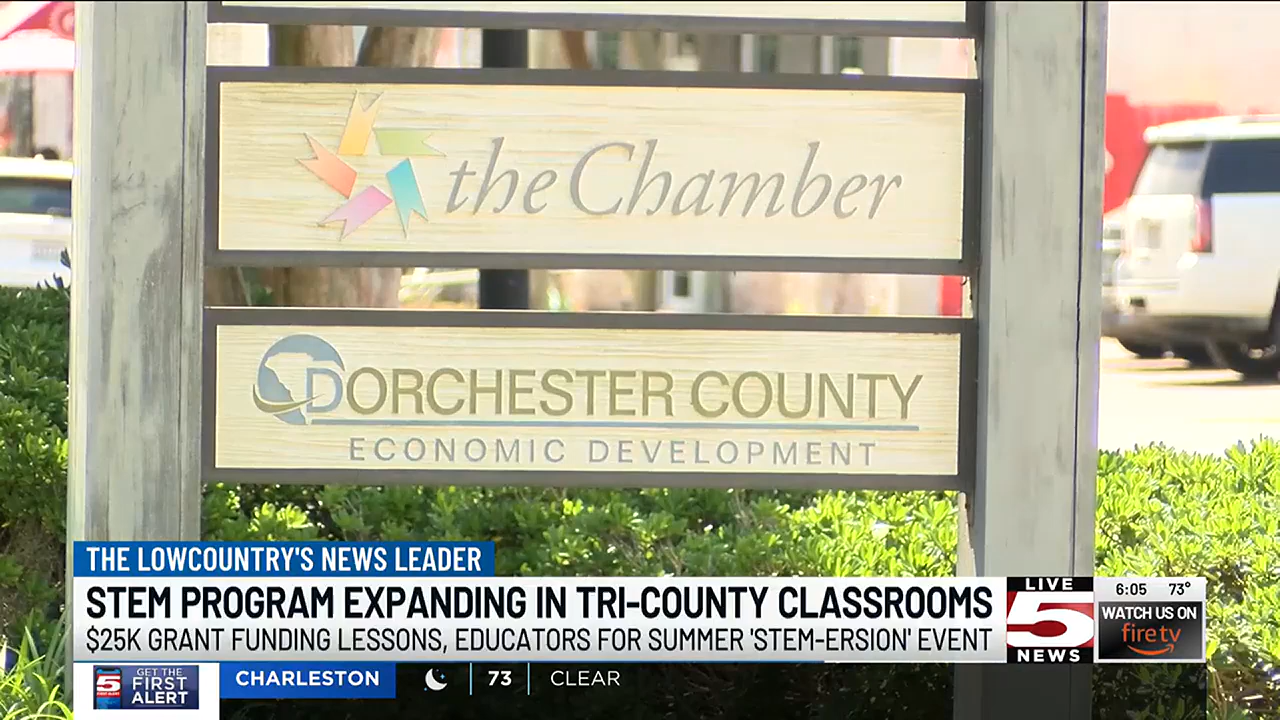 the Chamber
DORCHESTER COUNTY
ECONOMIC DEVELOPMENT
THE LOWCOUNTRY'S NEWS LEADER
STEM PROGRAM EXPANDING IN TRI-COUNTY CLASSROOMS
$25K GRANT FUNDING LESSONS, EDUCATORS FOR SUMMER 'STEM-ERSION' EVENT
LIVE
5
NEWS
6:05 73°
WATCH US ON
fire tv
5
GET THE
FIRST
ALERT
CHARLESTON 73 CLEAR